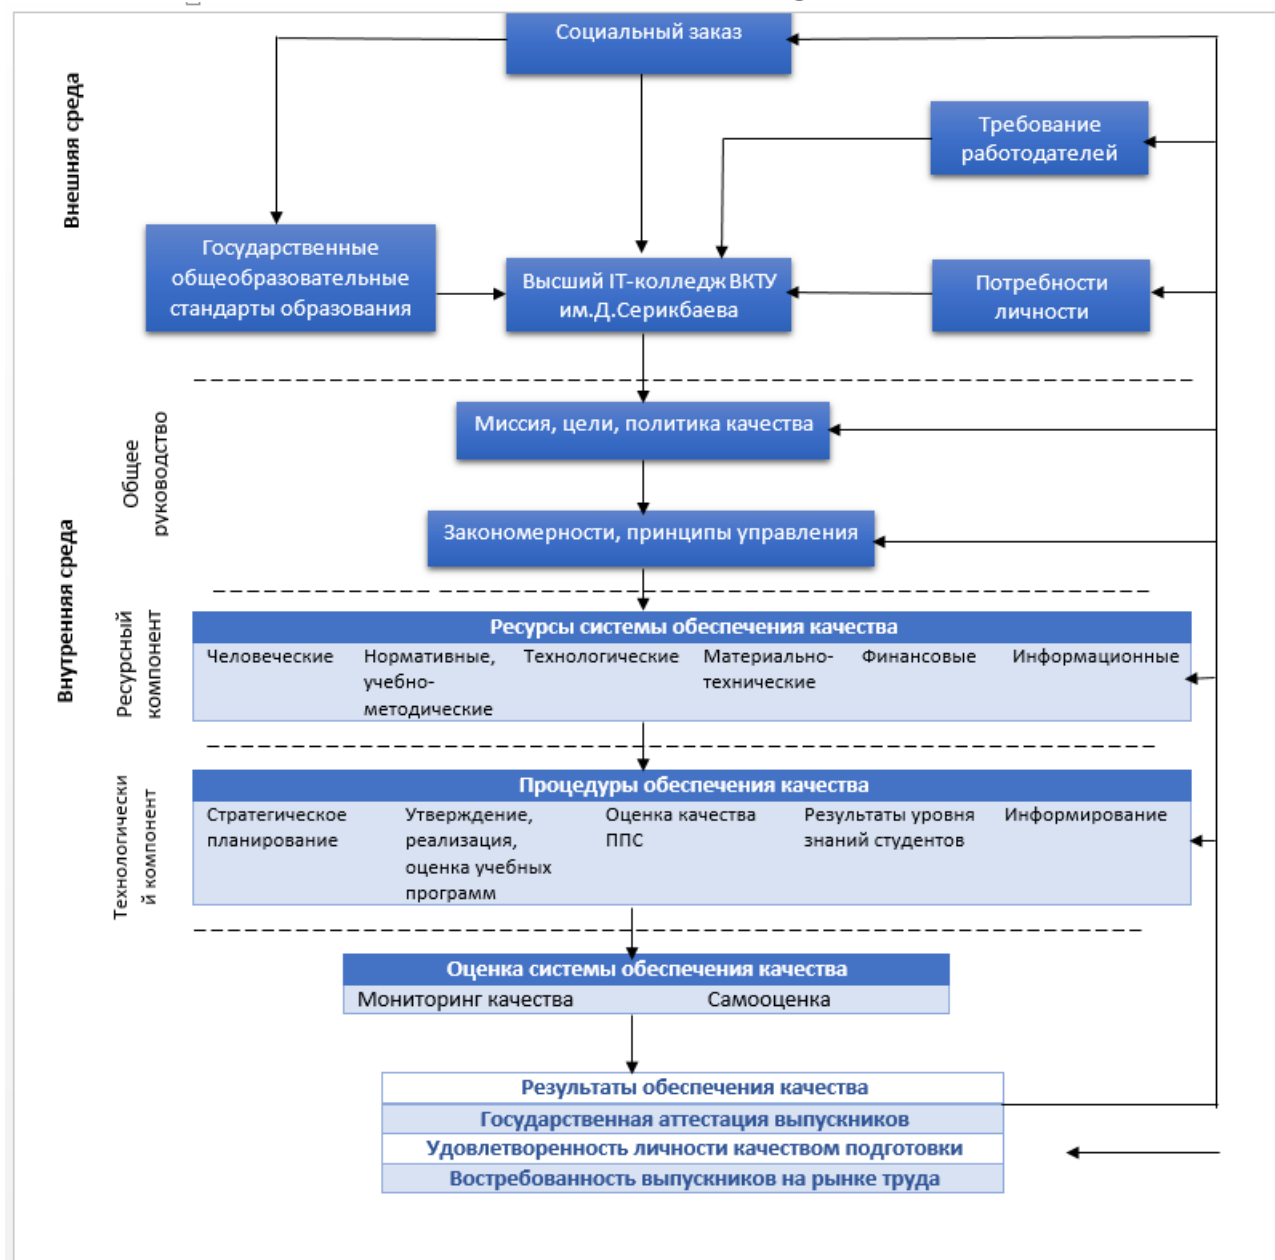 Социальный заказ
Внешняя среда
Требование
работодателей
Государственные
общеобразовательные
стандарты образования
Высший IT-колледж ВКТУ
им.Д.Серикбаева
Потребности
личности
Внутренняя среда
Общее
руководство
Миссия, цели, политика качества
Закономерности, принципы управления
Ресурсный
компонент
Ресурсы системы обеспечения качества
Человеческие
Нормативные,
учебно-
методические
Технологические
Материально-
технические
Финансовые
Информационные
Технологически
й компонент
Процедуры обеспечения качества
Стратегическое
планирование
Утверждение,
реализация,
оценка учебных
программ
Оценка качества
ППС
Результаты уровня
знаний студентов
Информирование
Оценка системы обеспечения качества
Мониторинг качества
Самооценка
Результаты обеспечения качества
Государственная аттестация выпускников
Удовлетворенность личности качеством подготовки
Востребованность выпускников на рынке труда